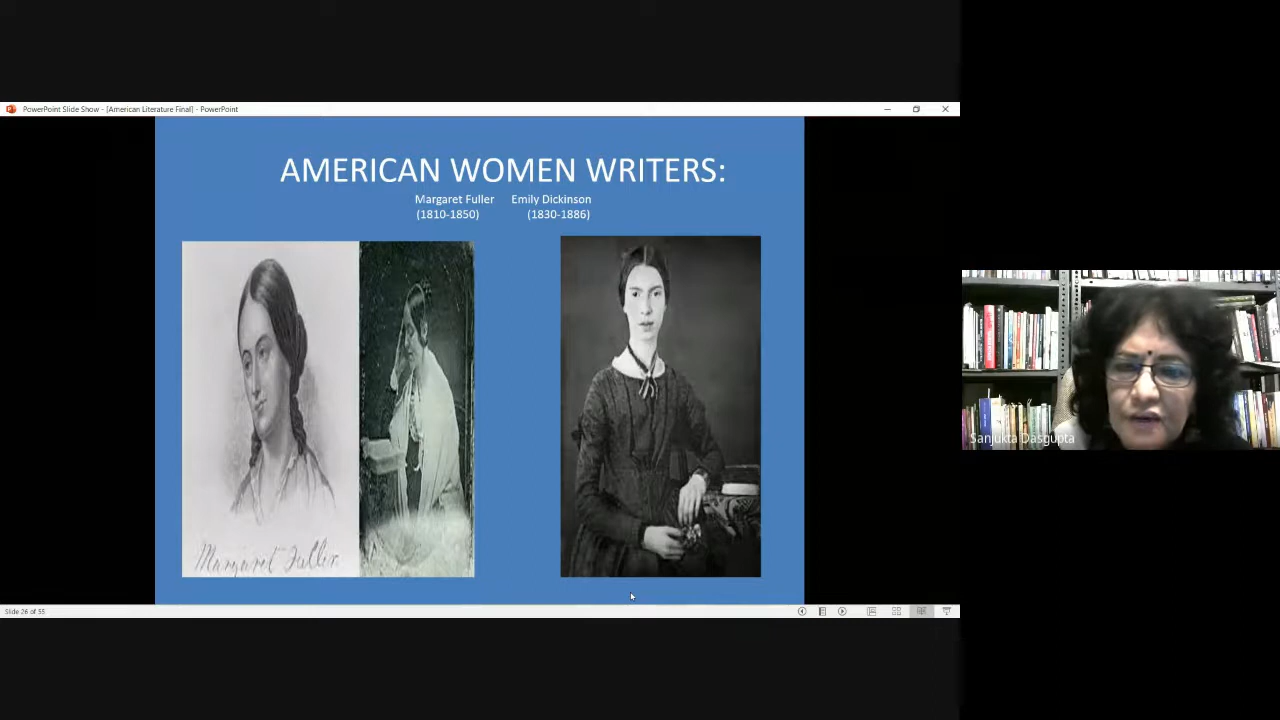 PowerPoint Slide Show - [American Literature Final] - PowerPoint
AMERICAN WOMEN WRITERS:
Margaret Fuller Emily Dickinson
(1810-1850) (1830-1886)
Margaret Fuller
Sanjukta Dasgupta
Slide 26 of 55